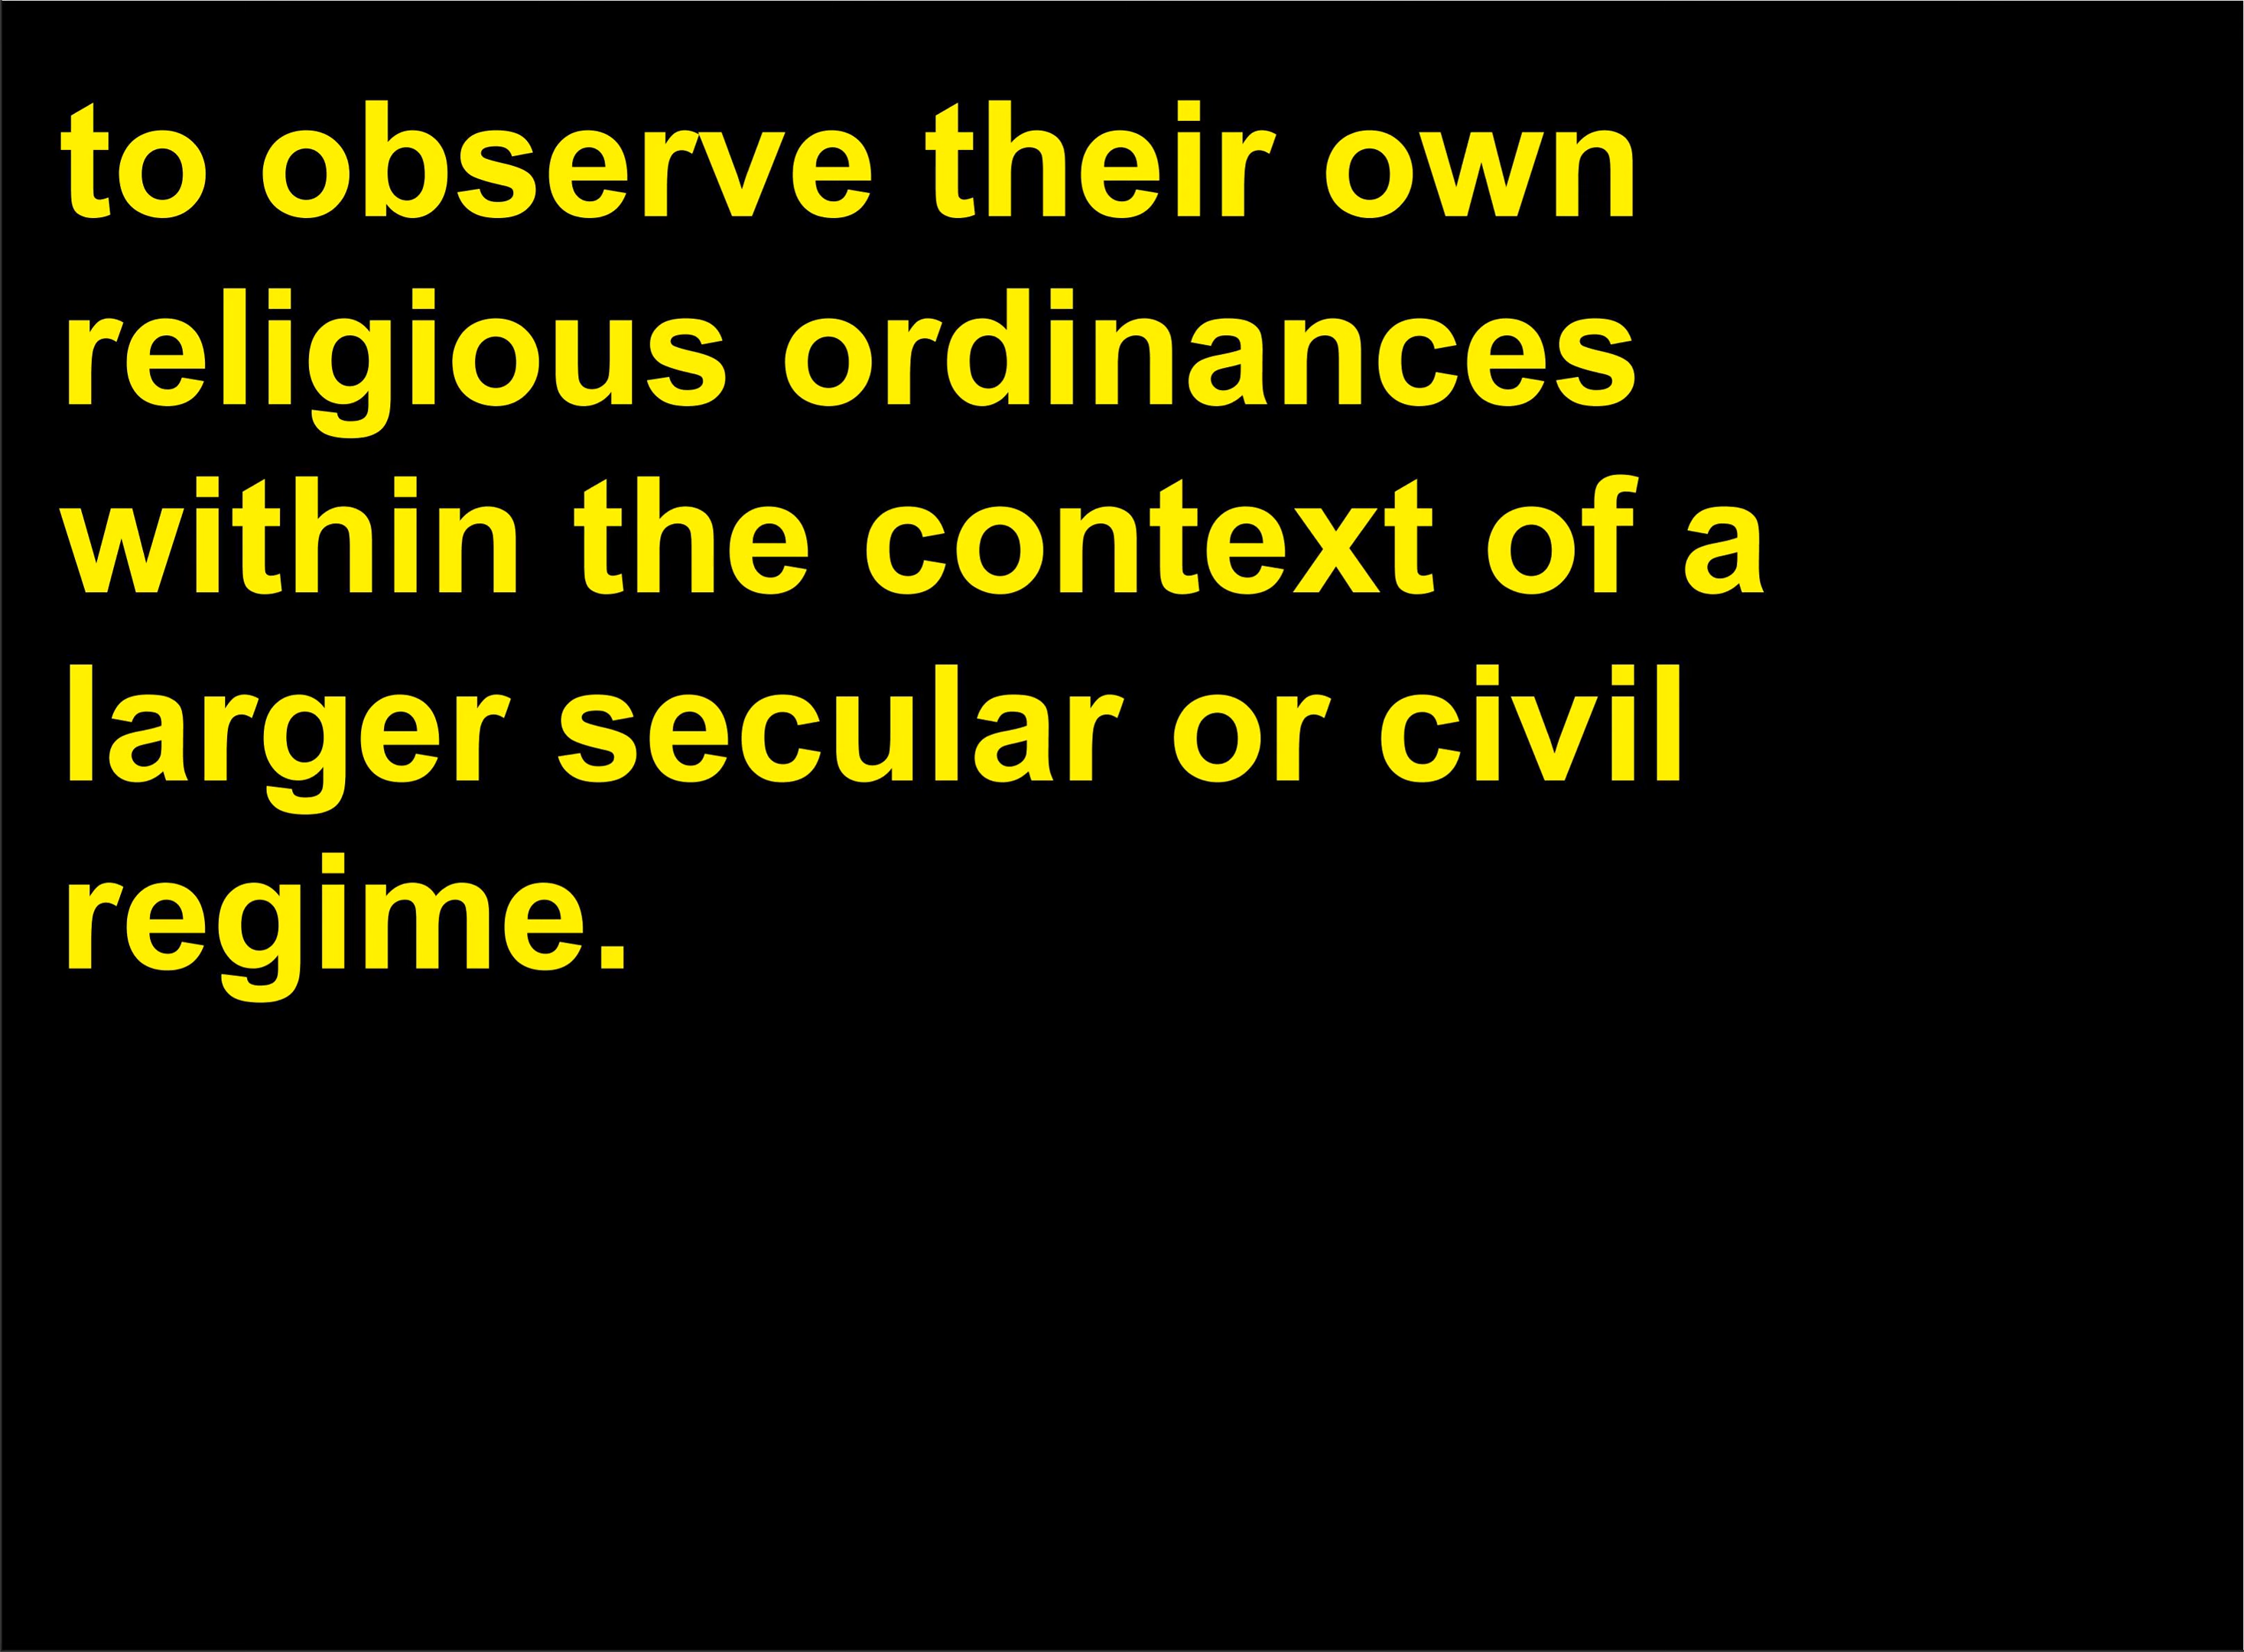 to observe their own
religious ordinances
within the context of a
larger secular or civil
regime.